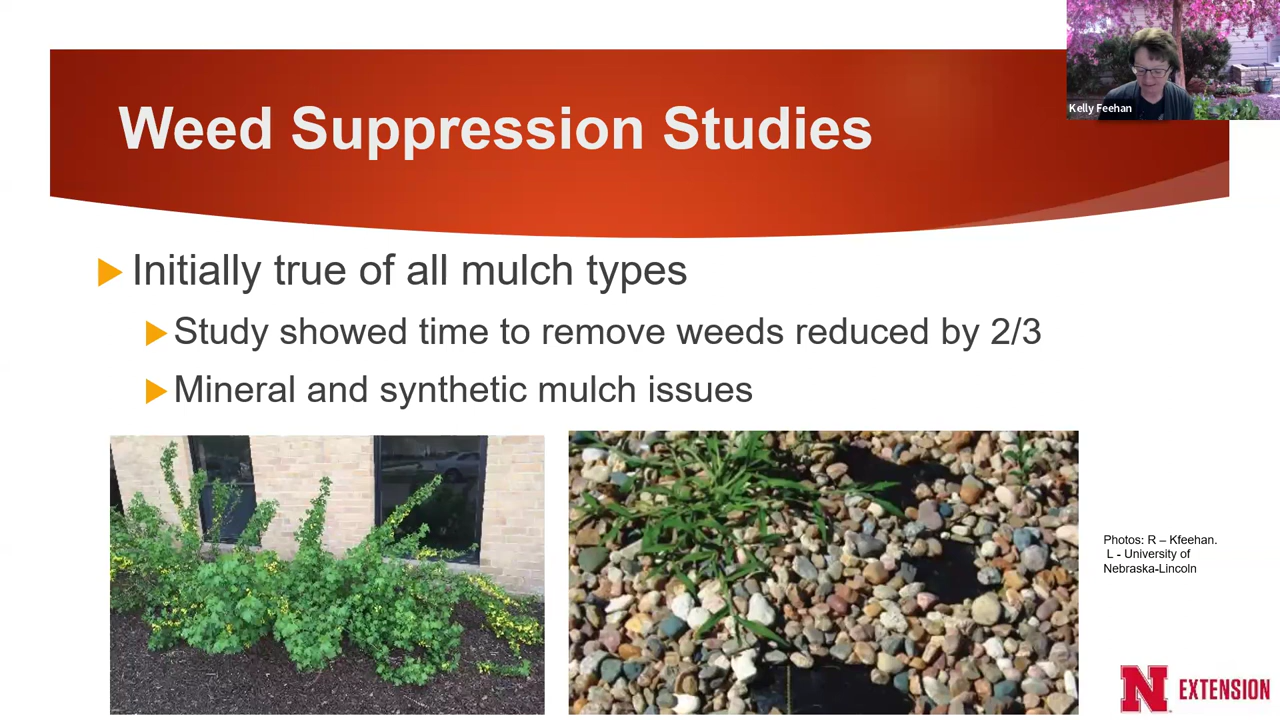 Kelly Feehan
Weed Suppression Studies
Initially true of all mulch types
Study showed time to remove weeds reduced by 2/3
Mineral and synthetic mulch issues
Photos: R – Kfeehan.
L - University of
Nebraska-Lincoln
N EXTENSION